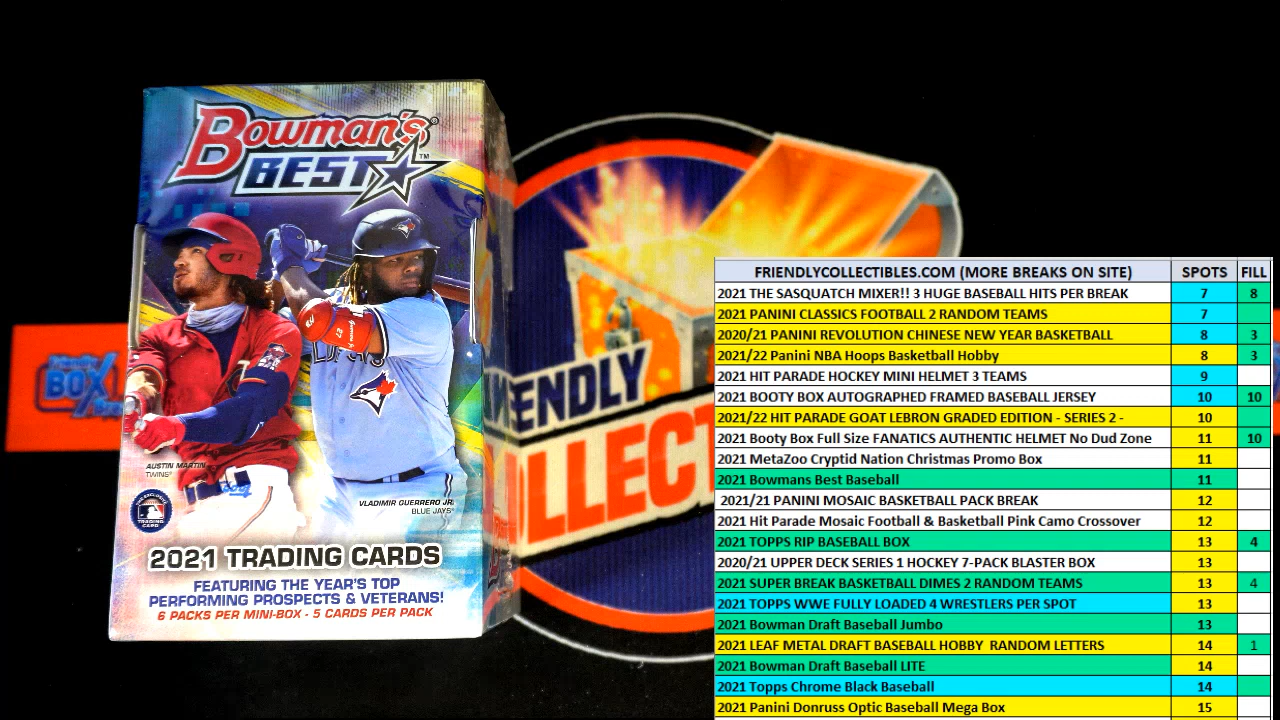 Bowman's®
BEST™
AUSTIN MARTIN
TWINS®
VLADIMIR GUERRERO JR.
BLUE JAYS®
2021 TRADING CARDS
FEATURING THE YEAR'S TOP
PERFORMING PROSPECTS & VETERANS!
6 PACKS PER MINI-BOX - 5 CARDS PER PACK
BOX
ENDLY
OLLECT
FRIENDLYCOLLECTIBLES.COM (MORE BREAKS ON SITE) SPOTS FILL
2021 THE SASQUATCH MIXER!! 3 HUGE BASEBALL HITS PER BREAK 7 8
2021 PANINI CLASSICS FOOTBALL 2 RANDOM TEAMS 7
2020/21 PANINI REVOLUTION CHINESE NEW YEAR BASKETBALL 8 3
2021/22 Panini NBA Hoops Basketball Hobby 8 3
2021 HIT PARADE HOCKEY MINI HELMET 3 TEAMS 9
2021 BOOTY BOX AUTOGRAPHED FRAMED BASEBALL JERSEY 10 10
2021/22 HIT PARADE GOAT LEBRON GRADED EDITION - SERIES 2 - 10
2021 Booty Box Full Size FANATICS AUTHENTIC HELMET No Dud Zone 11 10
2021 MetaZoo Cryptid Nation Christmas Promo Box 11
2021 Bowmans Best Baseball 11
2021/21 PANINI MOSAIC BASKETBALL PACK BREAK 12
2021 Hit Parade Mosaic Football & Basketball Pink Camo Crossover 12
2021 TOPPS RIP BASEBALL BOX 13 4
2020/21 UPPER DECK SERIES 1 HOCKEY 7-PACK BLASTER BOX 13
2021 SUPER BREAK BASKETBALL DIMES 2 RANDOM TEAMS 13 4
2021 TOPPS WWE FULLY LOADED 4 WRESTLERS PER SPOT 13
2021 Bowman Draft Baseball Jumbo 13
2021 LEAF METAL DRAFT BASEBALL HOBBY RANDOM LETTERS 14 1
2021 Bowman Draft Baseball LITE 14
2021 Topps Chrome Black Baseball 14
2021 Panini Donruss Optic Baseball Mega Box 15